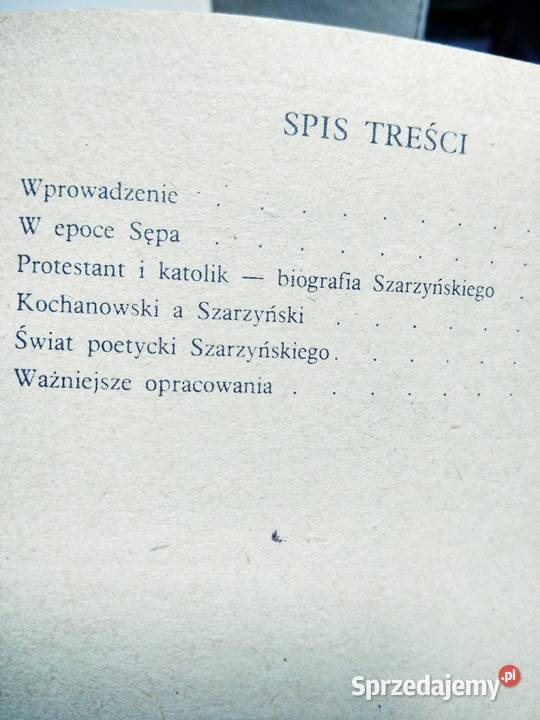 SPIS TREŚCI
Wprowadzenie . . . . . . . .
W epoce Sępa . . . . . . . .
Protestant i katolik — biografia Szarzyńskiego .
Kochanowski a Szarzyński . . . . .
Świat poetycki Szarzyńskiego . . . . .
Ważniejsze opracowania . . . . . .
Sprzedajemy.pl